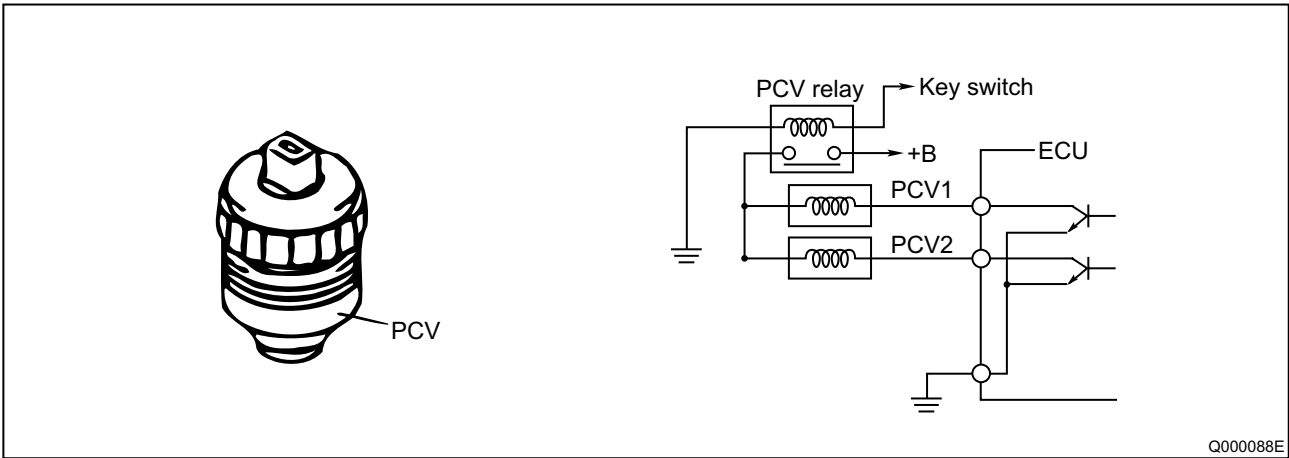 PCV relay
Key switch
+B
ECU
PCV1
PCV2
PCV
Q000088E